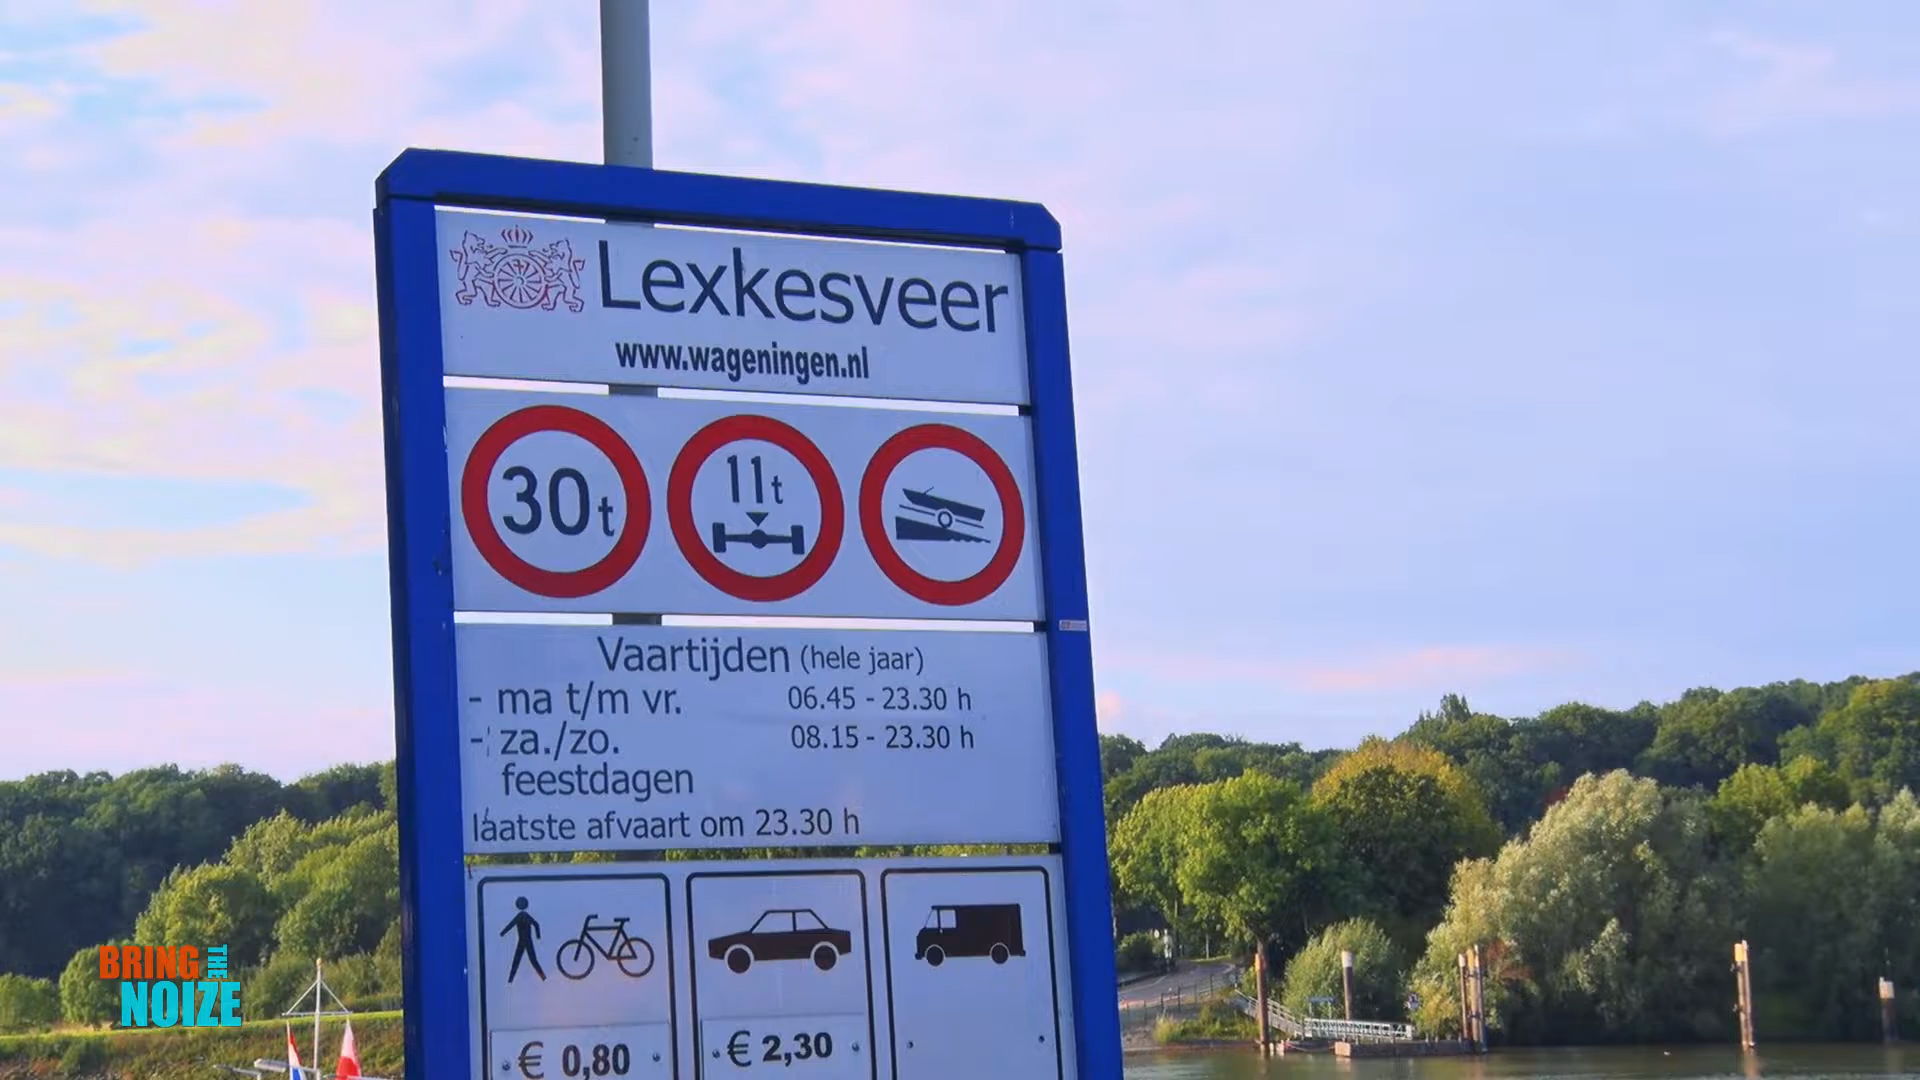 Lexkesveer
www.wageningen.nl
30t
11t
Vaartijden (hele jaar)
- ma t/m vr. 06.45 - 23.30 h
- za./zo. 08.15 - 23.30 h
feestdagen
laatste afvaart om 23.30 h
€ 0,80
€ 2,30
BRING THE
NOIZE